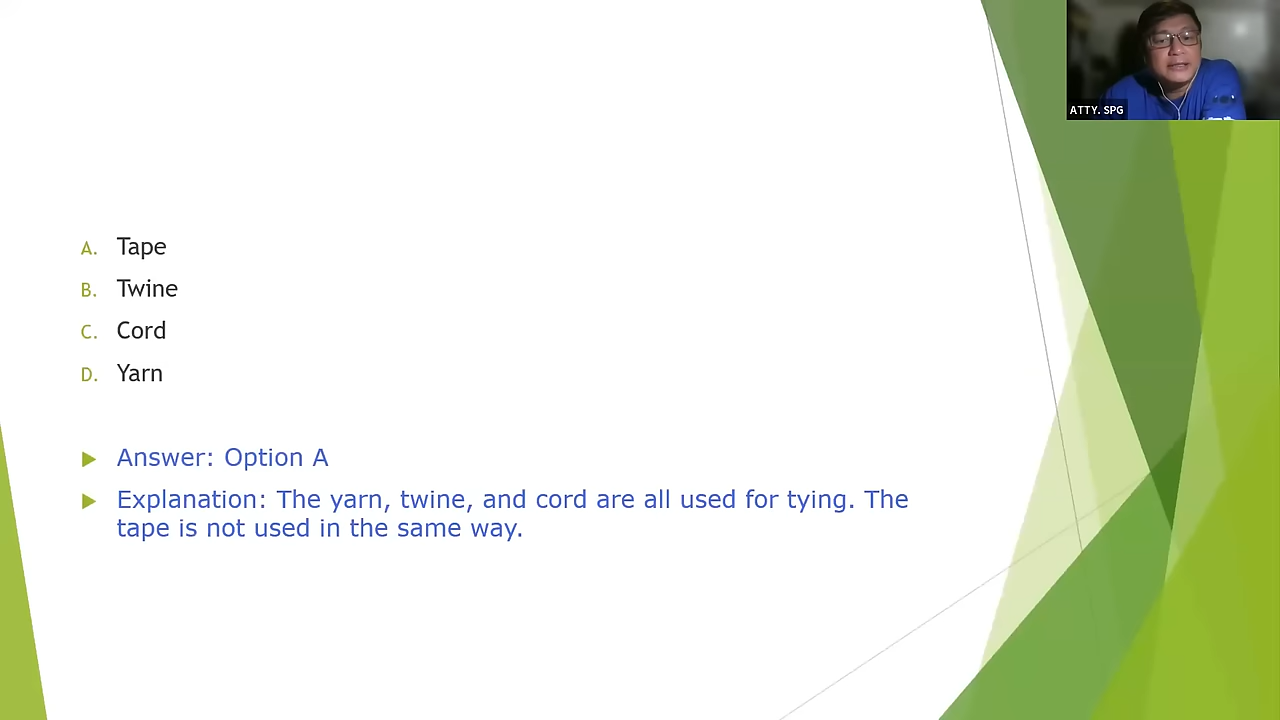 ATTY. SPG
A. Tape
B. Twine
C. Cord
D. Yarn
Answer: Option A
Explanation: The yarn, twine, and cord are all used for tying. The
tape is not used in the same way.